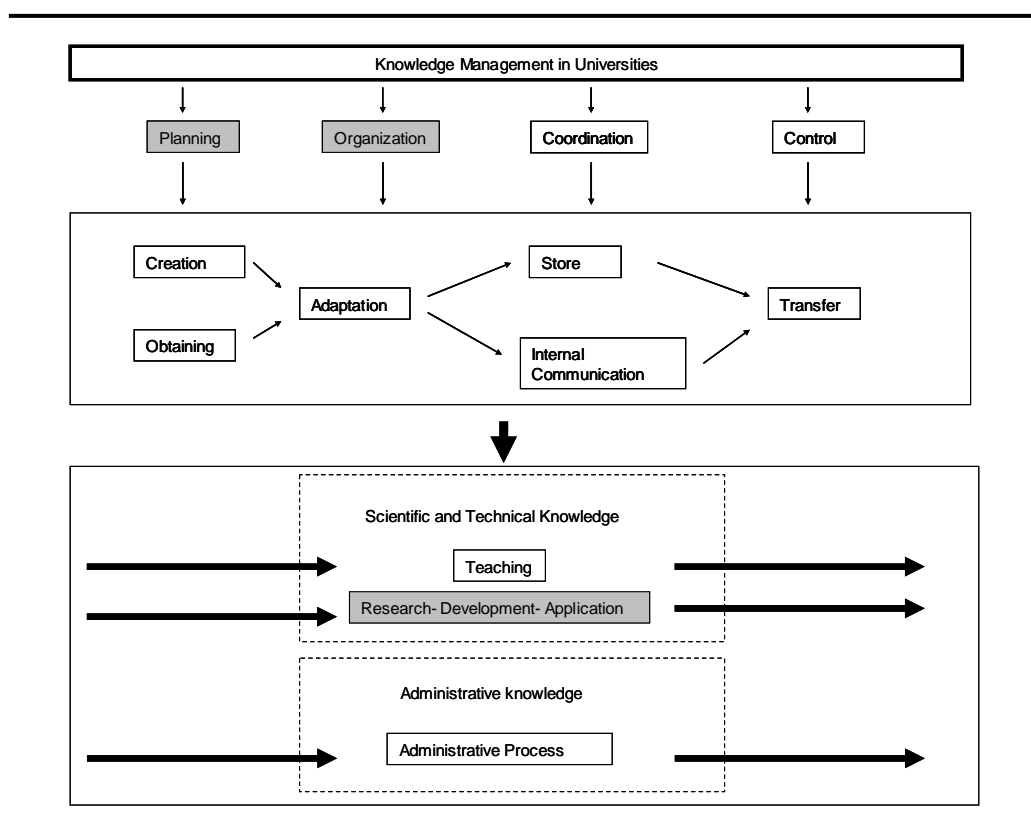 Knowledge Management in Universities
Planning
Organization
Coordination
Control
Creation
Store
Adaptation
Transfer
Obtaining
Internal
Communication
Scientific and Technical Knowledge
Teaching
Research- Development- Application
Administrative knowledge
Administrative Process